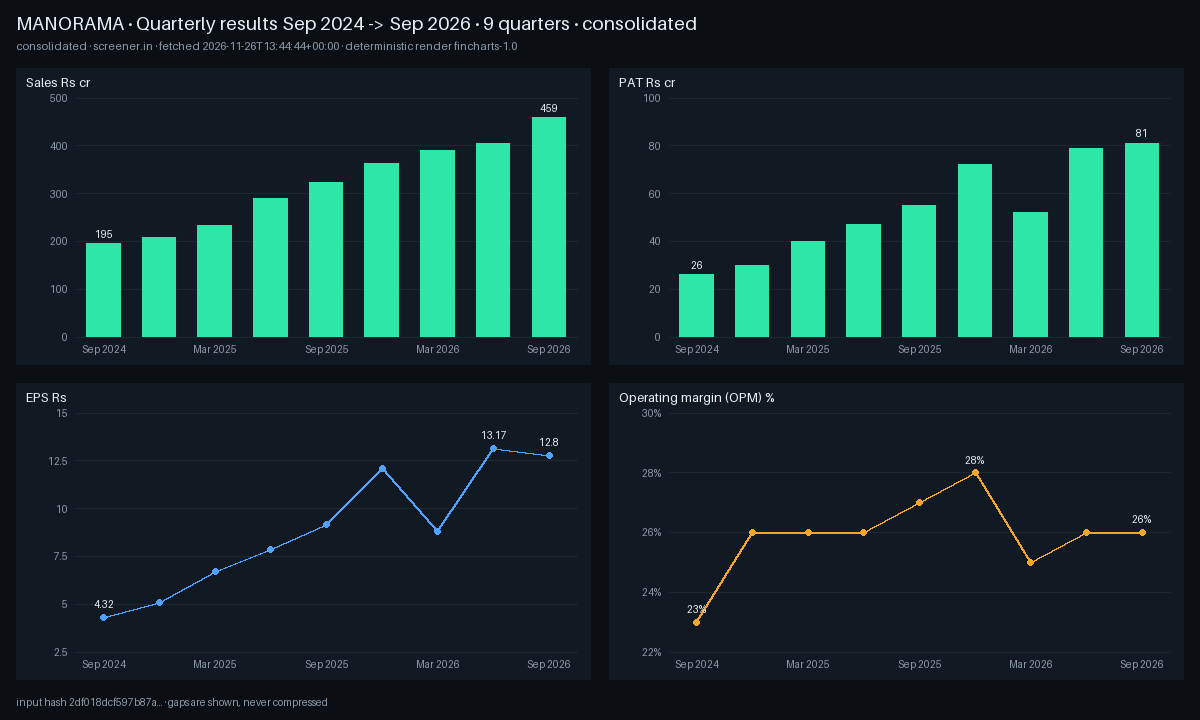 MANORAMA · Quarterly results Sep 2024 -> Sep 2026 · 9 quarters · consolidated
consolidated · screener.in · fetched 2026-11-26T13:44:44+00:00 · deterministic render fincharts-1.0
Sales Rs cr
500
400
300
200
100
0
195
459
Sep 2024
Mar 2025
Sep 2025
Mar 2026
Sep 2026
PAT Rs cr
100
80
60
40
20
0
26
81
Sep 2024
Mar 2025
Sep 2025
Mar 2026
Sep 2026
EPS Rs
15
12.5
10
7.5
5
2.5
4.32
13.17
12.8
Sep 2024
Mar 2025
Sep 2025
Mar 2026
Sep 2026
Operating margin (OPM) %
30%
28%
26%
24%
22%
23%
28%
26%
Sep 2024
Mar 2025
Sep 2025
Mar 2026
Sep 2026
input hash 2df018dcf597b87a… · gaps are shown, never compressed